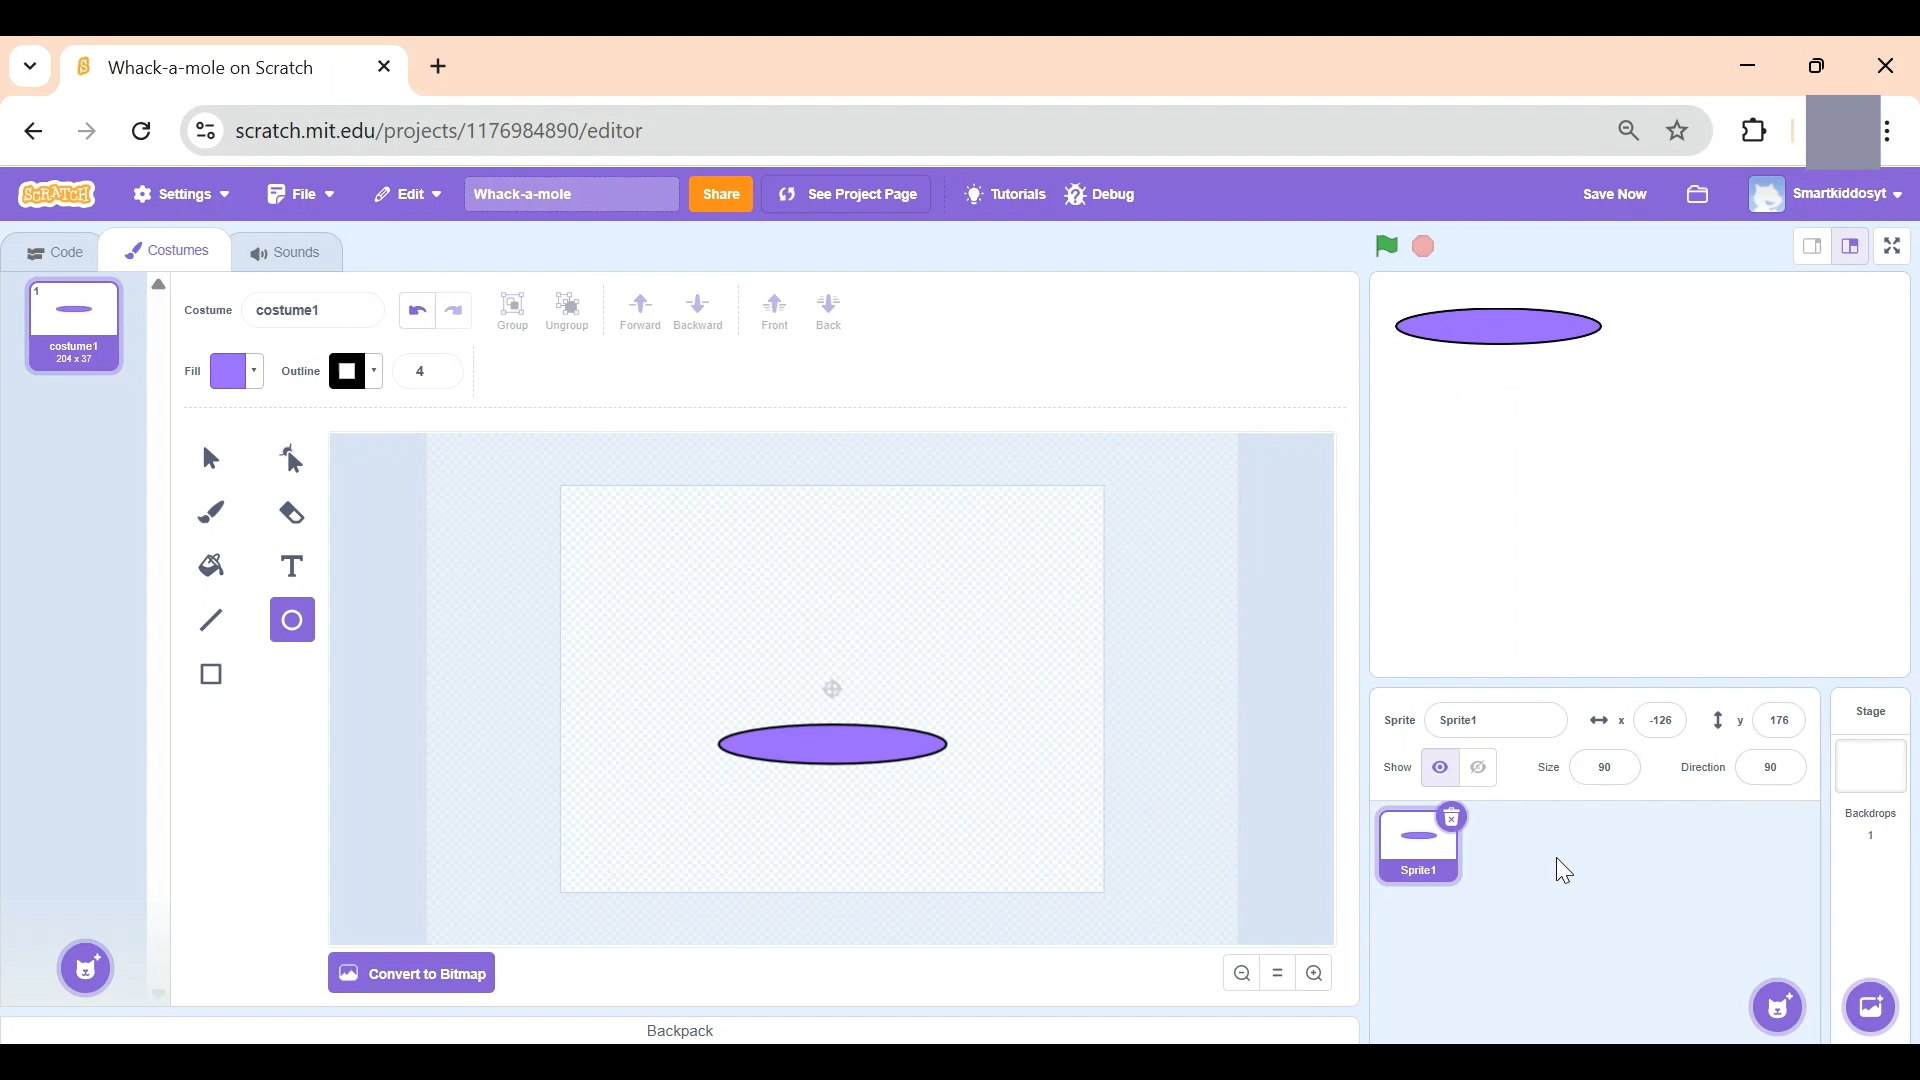 Whack-a-mole on Scratch
scratch.mit.edu/projects/1176984890/editor
SCRATCH
Settings
File
Edit
Whack-a-mole
Share
See Project Page
Tutorials
Debug
Save Now
Smartkiddosyt
Code
Costumes
Sounds
1
costume1
204 x 37
Costume
costume1
Group
Ungroup
Forward
Backward
Front
Back
Fill
Outline
4
T
Convert to Bitmap
Backpack
Sprite
Sprite1
x
-126
y
176
Show
Size
90
Direction
90
Sprite1
Stage
Backdrops
1